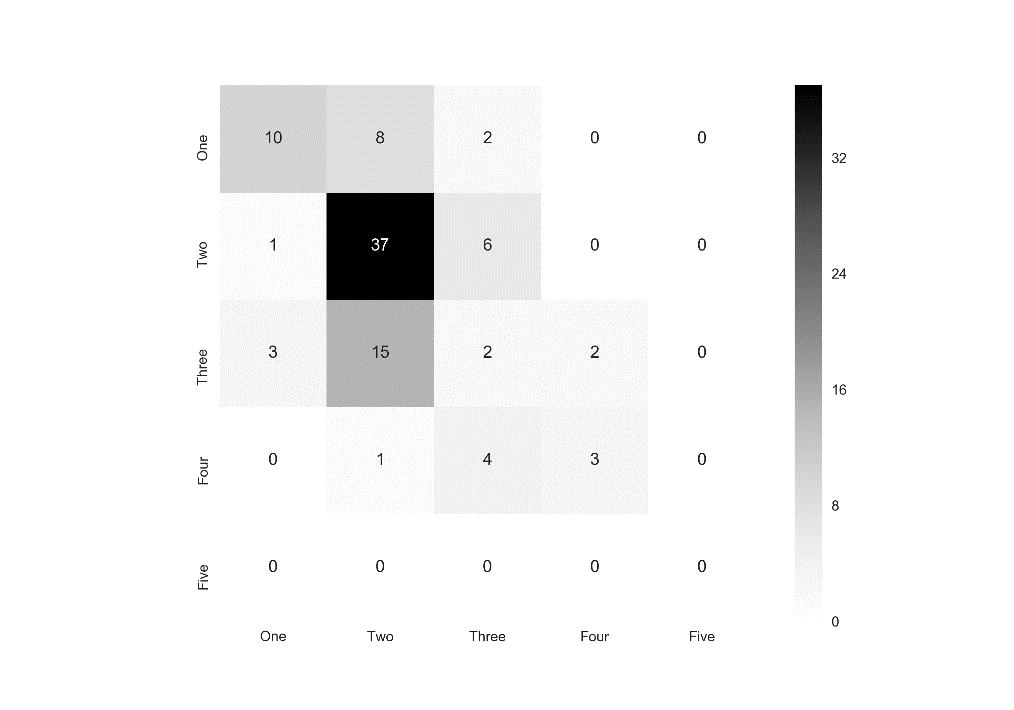 One 10 8 2 0 0
Two 1 37 6 0 0
Three 3 15 2 2 0
Four 0 1 4 3 0
Five 0 0 0 0 0
One Two Three Four Five
32
24
16
8
0